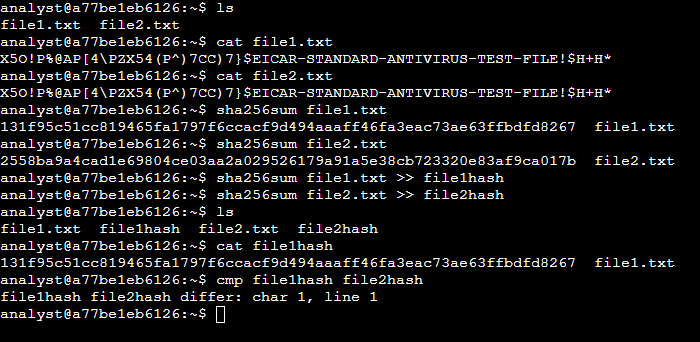 analyst@a77be1eb6126:~$ ls
file1.txt  file2.txt
analyst@a77be1eb6126:~$ cat file1.txt
X5O!P%@AP[4\PZX54(P^)7CC)7}$EICAR-STANDARD-ANTIVIRUS-TEST-FILE!$H+H*
analyst@a77be1eb6126:~$ cat file2.txt
X5O!P%@AP[4\PZX54(P^)7CC)7}$EICAR-STANDARD-ANTIVIRUS-TEST-FILE!$H+H*
analyst@a77be1eb6126:~$ sha256sum file1.txt
131f95c51cc819465fa1797f6ccacf9d494aaaff46fa3eac73ae63ffbdfd8267  file1.txt
analyst@a77be1eb6126:~$ sha256sum file2.txt
2558ba9a4cad1e69804ce03aa2a029526179a91a5e38cb723320e83af9ca017b  file2.txt
analyst@a77be1eb6126:~$ sha256sum file1.txt >> file1hash
analyst@a77be1eb6126:~$ sha256sum file2.txt >> file2hash
analyst@a77be1eb6126:~$ ls
file1.txt  file1hash  file2.txt  file2hash
analyst@a77be1eb6126:~$ cat file1hash
131f95c51cc819465fa1797f6ccacf9d494aaaff46fa3eac73ae63ffbdfd8267  file1.txt
analyst@a77be1eb6126:~$ cmp file1hash file2hash
file1hash file2hash differ: char 1, line 1
analyst@a77be1eb6126:~$